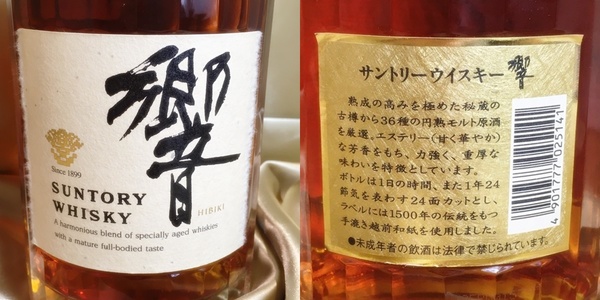 響
Since 1899
SUNTORY
WHISKY
HIBIKI
A harmonious blend of specially aged whiskies
with a mature full-bodied taste
サントリーウイスキー 響
熟成の高みを極めた秘蔵の
古樽から36種の円熟モルト原酒
を厳選、エステリー(甘く華やか)
な芳香をもち、力強く、重厚な
味わいを特徴としています。
ボトルは1日の時間、また1年24
節気を表わす24面カットとし、
ラベルには1500年の伝統をもつ
手漉き越前和紙を使用しました。
●未成年者の飲酒は法律で禁じられています。
4 901777 025141